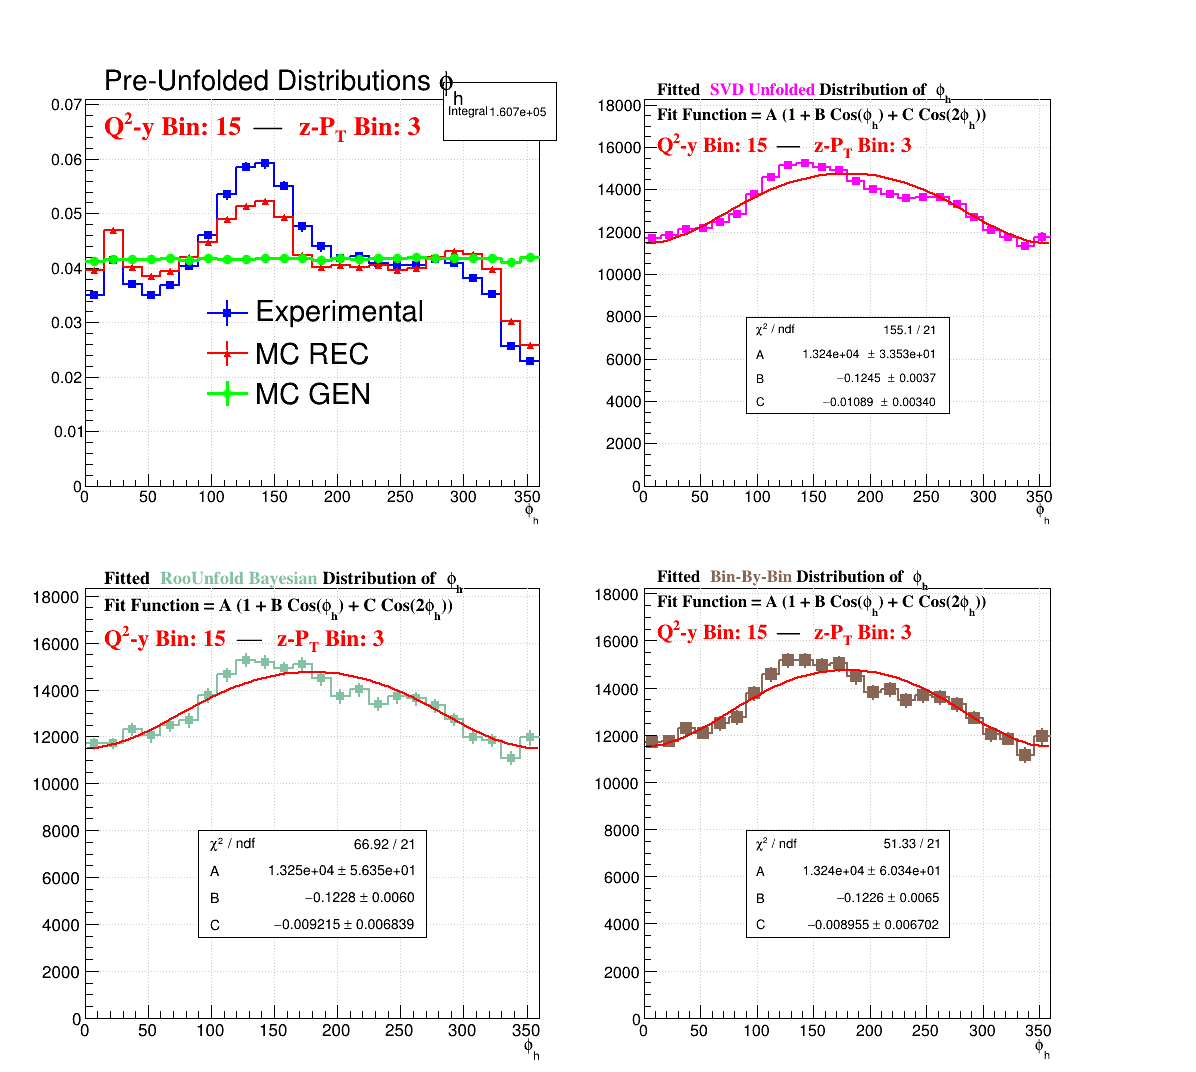 Pre-Unfolded Distributions ϕh
Integral 1.607e+05
Q²-y Bin: 15 — z-PT Bin: 3
0.07
0.06
0.05
0.04
0.03
0.02
0.01
0
Experimental
MC REC
MC GEN
0 50 100 150 200 250 300 350
ϕh
Fitted SVD Unfolded Distribution of ϕh
Fit Function = A (1 + B Cos(ϕh) + C Cos(2ϕh))
Q²-y Bin: 15 — z-PT Bin: 3
18000
16000
14000
12000
10000
8000
6000
4000
2000
0
χ² / ndf 155.1 / 21
A 1.324e+04 ± 3.353e+01
B −0.1245 ± 0.0037
C −0.01089 ± 0.00340
0 50 100 150 200 250 300 350
ϕh
Fitted RooUnfold Bayesian Distribution of ϕh
Fit Function = A (1 + B Cos(ϕh) + C Cos(2ϕh))
Q²-y Bin: 15 — z-PT Bin: 3
18000
16000
14000
12000
10000
8000
6000
4000
2000
0
χ² / ndf 66.92 / 21
A 1.325e+04 ± 5.635e+01
B −0.1228 ± 0.0060
C −0.009215 ± 0.006839
0 50 100 150 200 250 300 350
ϕh
Fitted Bin-By-Bin Distribution of ϕh
Fit Function = A (1 + B Cos(ϕh) + C Cos(2ϕh))
Q²-y Bin: 15 — z-PT Bin: 3
18000
16000
14000
12000
10000
8000
6000
4000
2000
0
χ² / ndf 51.33 / 21
A 1.324e+04 ± 6.034e+01
B −0.1226 ± 0.0065
C −0.008955 ± 0.006702
0 50 100 150 200 250 300 350
ϕh